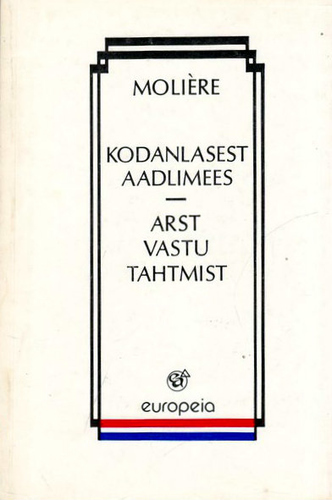 MOLIÈRE
KODANLASEST
AADLIMEES
—
ARST
VASTU
TAHTMIST
europeia